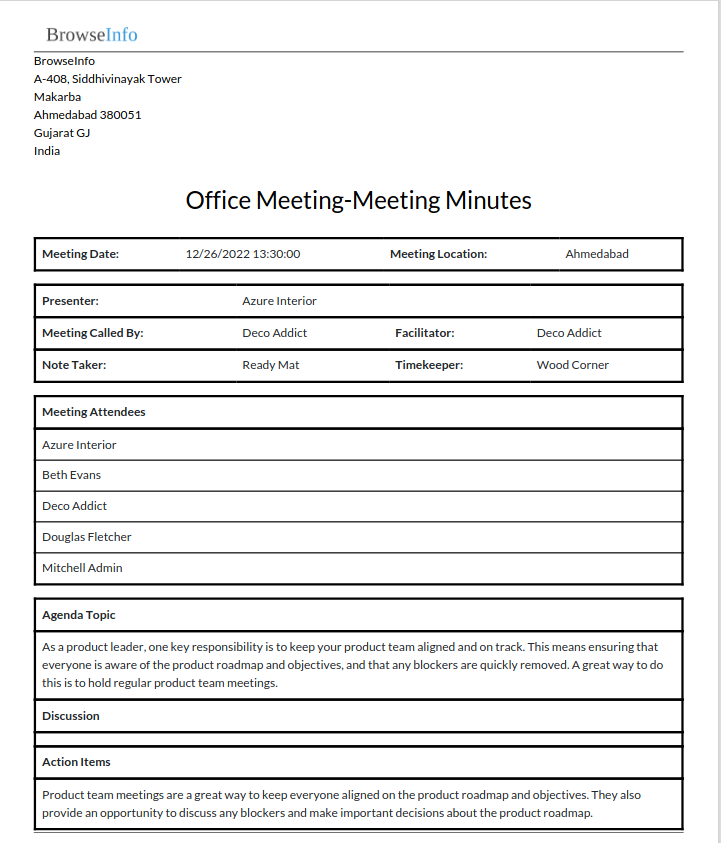 BrowseInfo
BrowseInfo
A-408, Siddhivinayak Tower
Makarba
Ahmedabad 380051
Gujarat GJ
India
Office Meeting-Meeting Minutes
Meeting Date: 12/26/2022 13:30:00 Meeting Location: Ahmedabad
Presenter: Azure Interior
Meeting Called By: Deco Addict Facilitator: Deco Addict
Note Taker: Ready Mat Timekeeper: Wood Corner
Meeting Attendees
Azure Interior
Beth Evans
Deco Addict
Douglas Fletcher
Mitchell Admin
Agenda Topic
As a product leader, one key responsibility is to keep your product team aligned and on track. This means ensuring that
everyone is aware of the product roadmap and objectives, and that any blockers are quickly removed. A great way to do
this is to hold regular product team meetings.
Discussion
Action Items
Product team meetings are a great way to keep everyone aligned on the product roadmap and objectives. They also
provide an opportunity to discuss any blockers and make important decisions about the product roadmap.